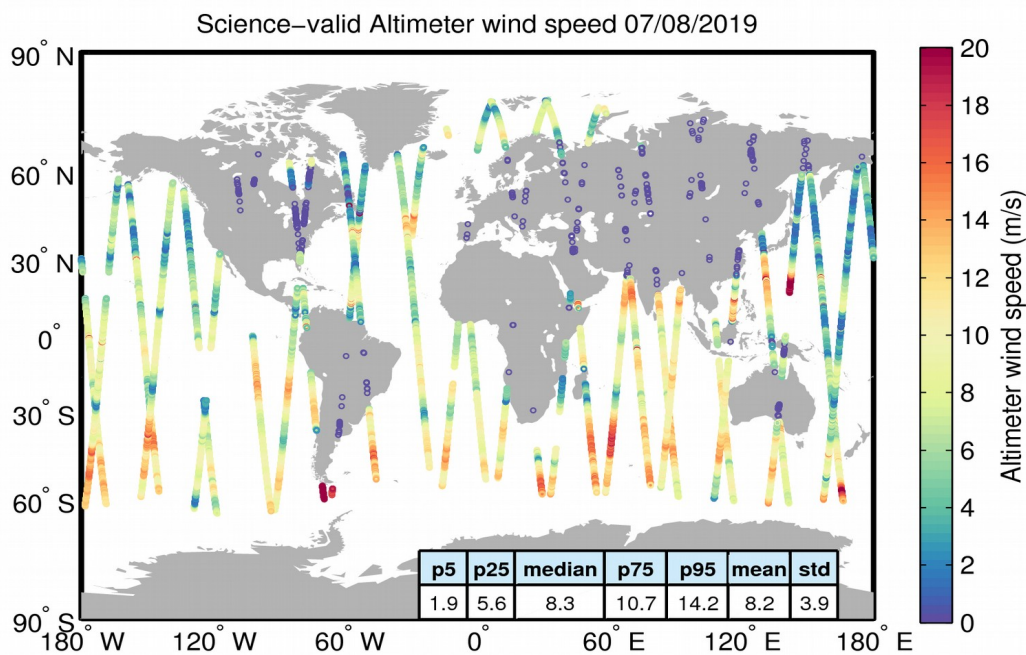 Science−valid Altimeter wind speed 07/08/2019
90° N
60° N
30° N
0°
30° S
60° S
90° S
180° W
120° W
60° W
0°
60° E
120° E
180° E
p5 p25 median p75 p95 mean std
1.9 5.6 8.3 10.7 14.2 8.2 3.9
20
18
16
14
12
10
8
6
4
2
0
Altimeter wind speed (m/s)